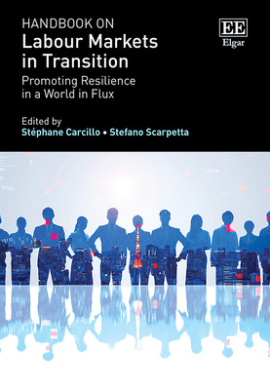 HANDBOOK ON
Labour Markets
in Transition
Promoting Resilience
in a World in Flux
EE
Elgar
Edited by
Stéphane Carcillo • Stefano Scarpetta